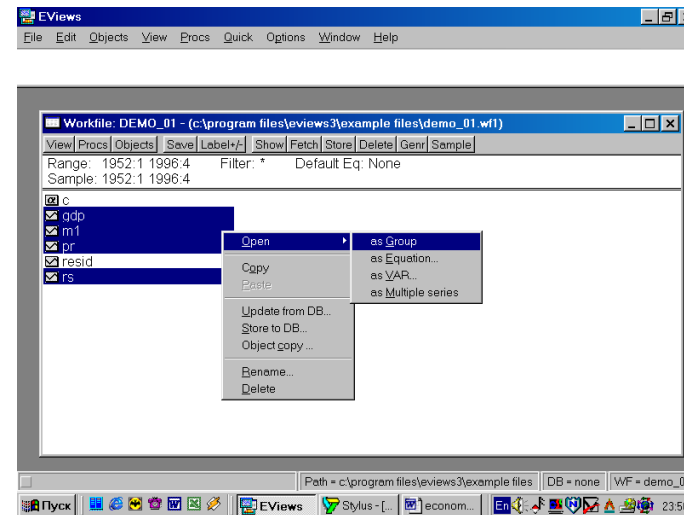 EViews
File Edit Objects View Procs Quick Options Window Help
Workfile: DEMO_01 - (c:\program files\eviews3\example files\demo_01.wf1)
View Procs Objects Save Label+/- Show Fetch Store Delete Genr Sample
Range: 1952:1 1996:4 Filter: * Default Eq: None
Sample: 1952:1 1996:4
c
gdp
m1
pr
resid
rs
Open
Copy
Paste
Update from DB...
Store to DB...
Object copy ...
Rename...
Delete
as Group
as Equation...
as VAR...
as Multiple series
Path = c:\program files\eviews3\example files DB = none WF = demo_0
Пуск EViews Stylus - [... econom... En 23:5